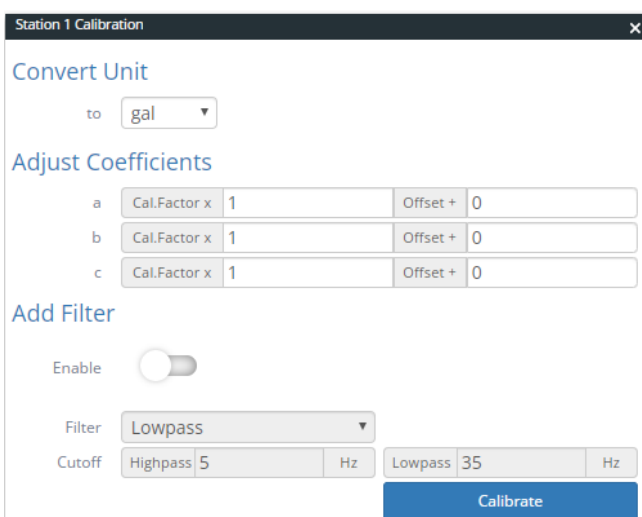 Station 1 Calibration ×
Convert Unit
to gal
Adjust Coefficients
a Cal.Factor x 1 Offset + 0
b Cal.Factor x 1 Offset + 0
c Cal.Factor x 1 Offset + 0
Add Filter
Enable
Filter Lowpass
Cutoff Highpass 5 Hz Lowpass 35 Hz
Calibrate